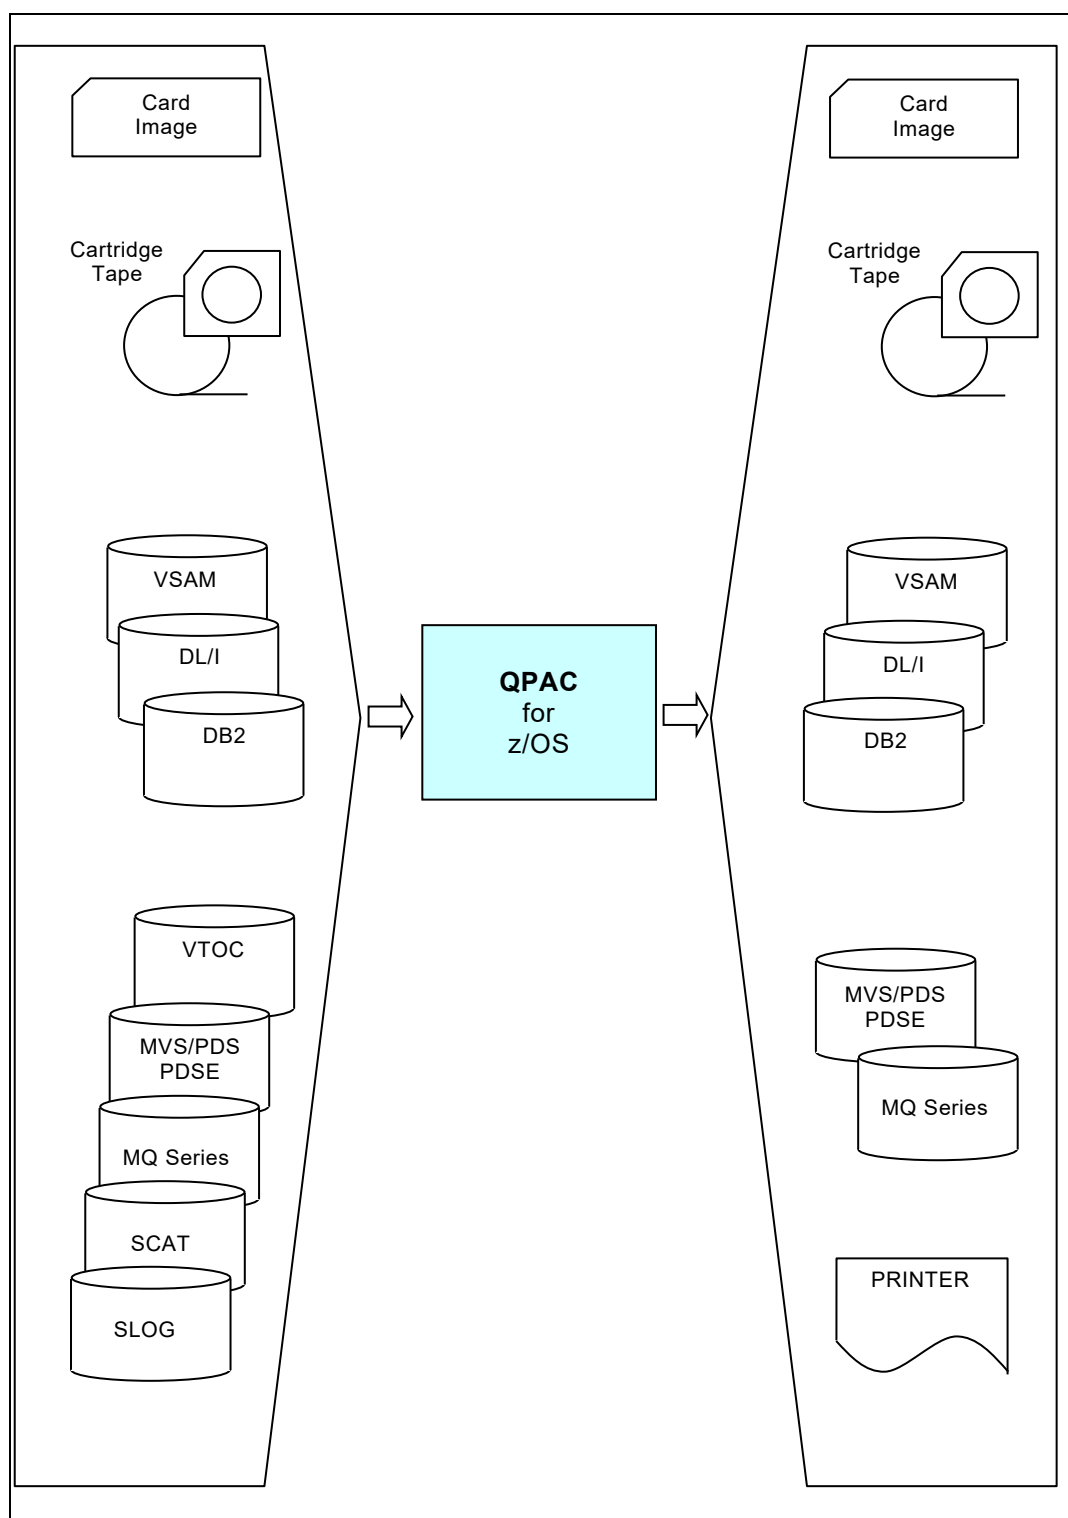 Card
Image
Cartridge
Tape
VSAM
DL/I
DB2
VTOC
MVS/PDS
PDSE
MQ Series
SCAT
SLOG
QPAC
for
z/OS
Card
Image
Cartridge
Tape
VSAM
DL/I
DB2
MVS/PDS
PDSE
MQ Series
PRINTER